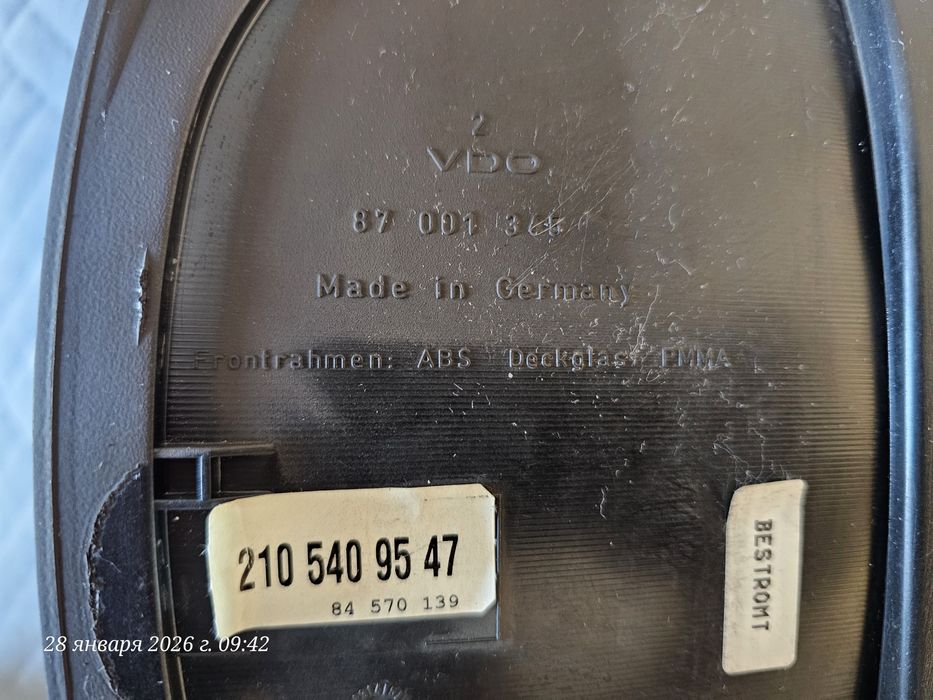 2
VDO
87 001
Made in Germany
Frontrahmen: ABS Deckglas: PMMA
210 540 95 47
84 570 139
BESTROMT
28 января 2026 г. 09:42